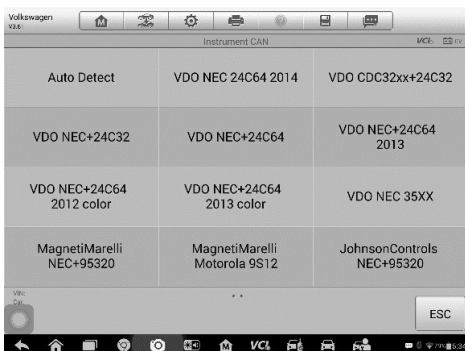 Volkswagen
V3.61
Instrument CAN
VCI
Auto Detect
VDO NEC 24C64 2014
VDO CDC32xx+24C32
VDO NEC+24C32
VDO NEC+24C64
VDO NEC+24C64
2013
VDO NEC+24C64
2012 color
VDO NEC+24C64
2013 color
VDO NEC 35XX
MagnetiMarelli
NEC+95320
MagnetiMarelli
Motorola 9S12
JohnsonControls
NEC+95320
VIN:
Car:
ESC
VCI